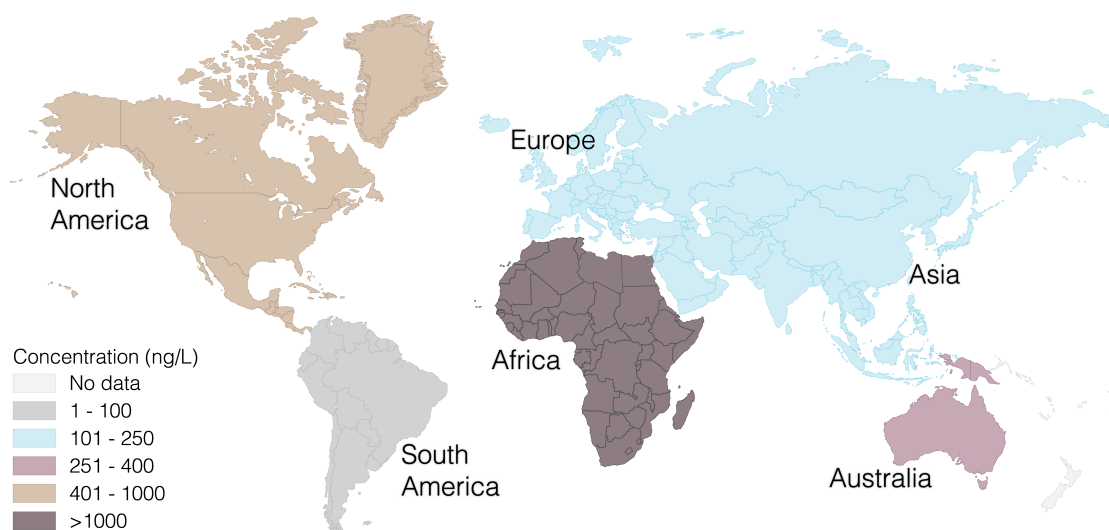 Europe
North
America
Asia
Africa
South
America
Australia
Concentration (ng/L)
No data
1 - 100
101 - 250
251 - 400
401 - 1000
>1000